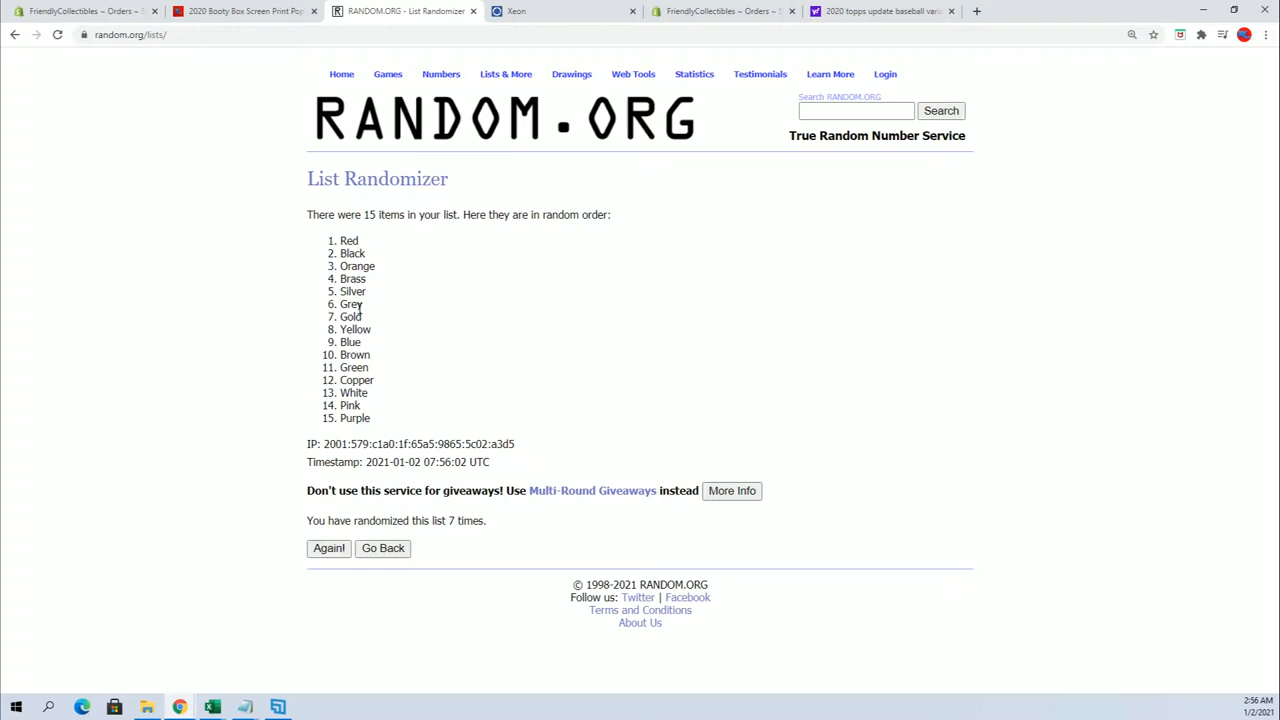 FriendlyCollectibles ~ Orders ~ S
2020 Booty Box Screen Print Pop
RANDOM.ORG - List Randomizer
Xeon
FriendlyCollectibles ~ Orders ~ S
2020 topps update baseball vari
random.org/lists/
Home Games Numbers Lists & More Drawings Web Tools Statistics Testimonials Learn More Login
RANDOM.ORG
Search RANDOM.ORG
Search
True Random Number Service
List Randomizer
There were 15 items in your list. Here they are in random order:
1. Red
2. Black
3. Orange
4. Brass
5. Silver
6. Grey
7. Gold
8. Yellow
9. Blue
10. Brown
11. Green
12. Copper
13. White
14. Pink
15. Purple
IP: 2001:579:c1a0:1f:65a5:9865:5c02:a3d5
Timestamp: 2021-01-02 07:56:02 UTC
Don't use this service for giveaways! Use Multi-Round Giveaways instead More Info
You have randomized this list 7 times.
Again! Go Back
© 1998-2021 RANDOM.ORG
Follow us: Twitter | Facebook
Terms and Conditions
About Us
2:56 AM
1/2/2021